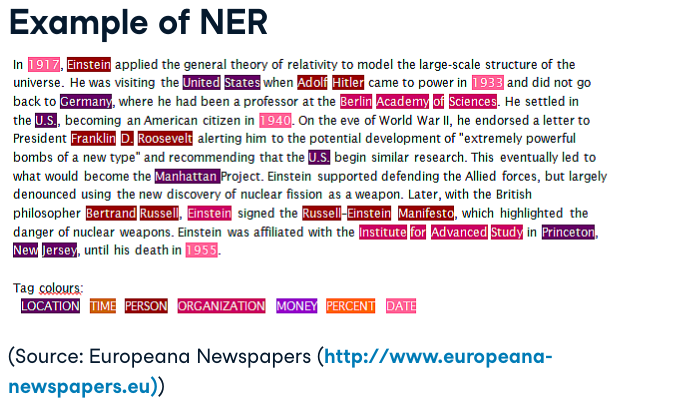 Example of NER
In 1917, Einstein applied the general theory of relativity to model the large-scale structure of the
universe. He was visiting the United States when Adolf Hitler came to power in 1933 and did not go
back to Germany, where he had been a professor at the Berlin Academy of Sciences. He settled in
the U.S., becoming an American citizen in 1940. On the eve of World War II, he endorsed a letter to
President Franklin D. Roosevelt alerting him to the potential development of "extremely powerful
bombs of a new type" and recommending that the U.S. begin similar research. This eventually led to
what would become the Manhattan Project. Einstein supported defending the Allied forces, but largely
denounced using the new discovery of nuclear fission as a weapon. Later, with the British
philosopher Bertrand Russell, Einstein signed the Russell-Einstein Manifesto, which highlighted the
danger of nuclear weapons. Einstein was affiliated with the Institute for Advanced Study in Princeton,
New Jersey, until his death in 1955.
Tag colours:
LOCATION TIME PERSON ORGANIZATION MONEY PERCENT DATE
(Source: Europeana Newspapers (http://www.europeana-
newspapers.eu))